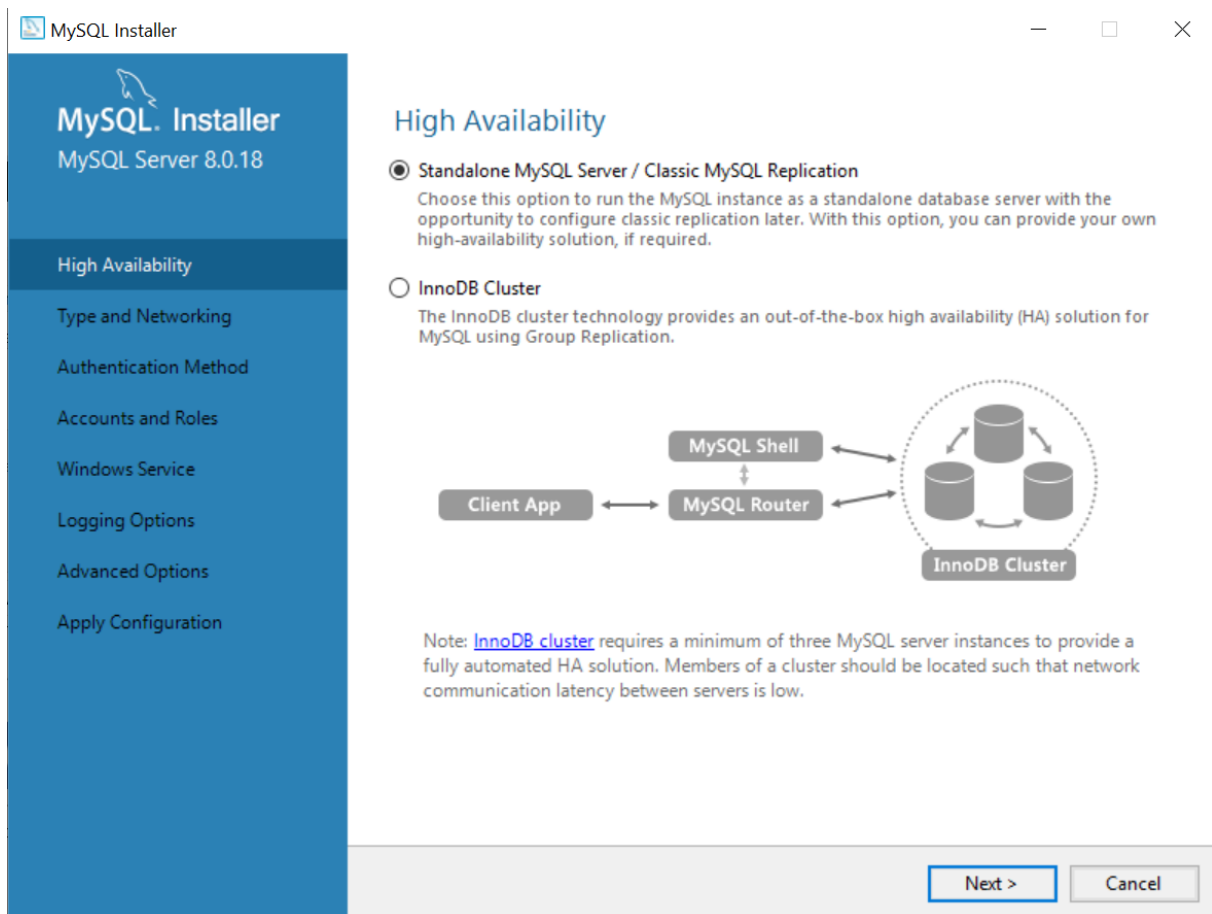 MySQL Installer
MySQL. Installer
MySQL Server 8.0.18
High Availability
Type and Networking
Authentication Method
Accounts and Roles
Windows Service
Logging Options
Advanced Options
Apply Configuration
High Availability
Standalone MySQL Server / Classic MySQL Replication
Choose this option to run the MySQL instance as a standalone database server with the
opportunity to configure classic replication later. With this option, you can provide your own
high-availability solution, if required.
InnoDB Cluster
The InnoDB cluster technology provides an out-of-the-box high availability (HA) solution for
MySQL using Group Replication.
MySQL Shell
Client App
MySQL Router
InnoDB Cluster
Note: InnoDB cluster requires a minimum of three MySQL server instances to provide a
fully automated HA solution. Members of a cluster should be located such that network
communication latency between servers is low.
Next >
Cancel